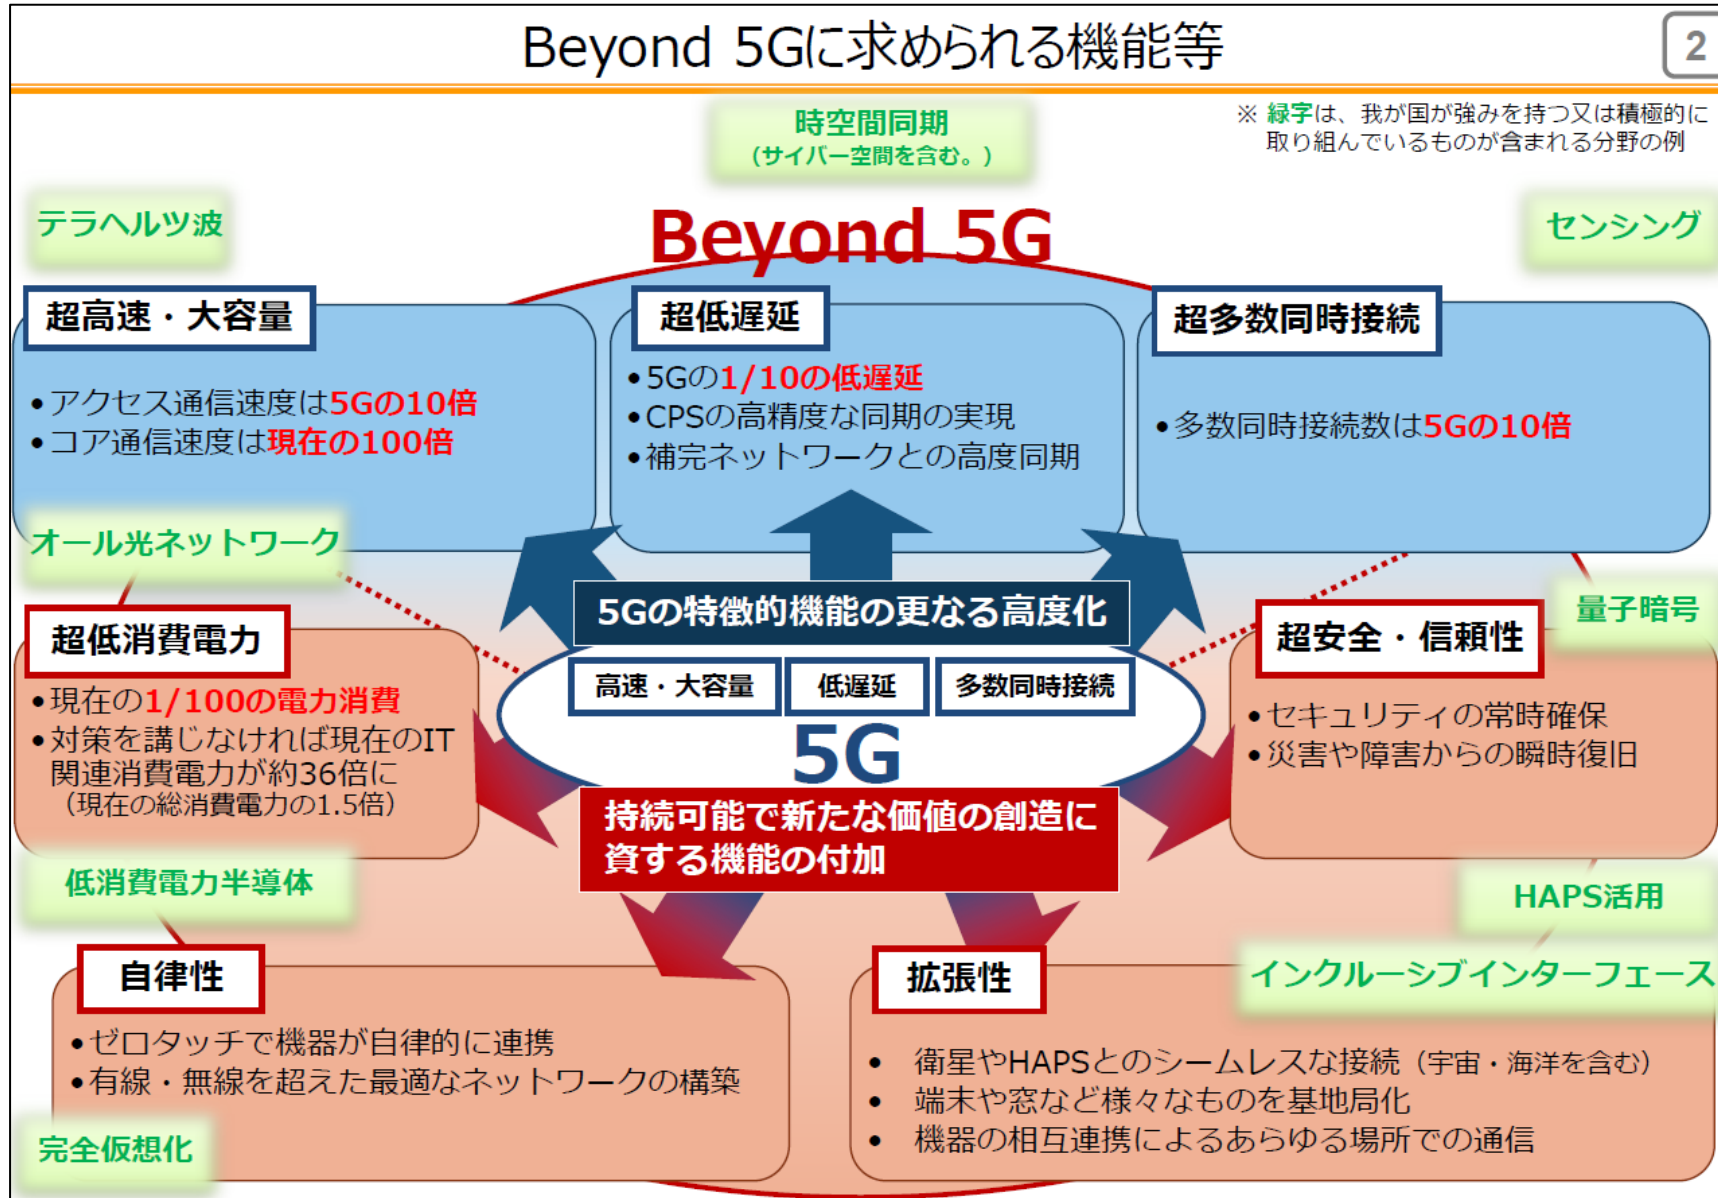 Beyond 5Gに求められる機能等
2
※ 緑字は、我が国が強みを持つ又は積極的に
取り組んでいるものが含まれる分野の例
時空間同期
(サイバー空間を含む。)
テラヘルツ波
Beyond 5G
センシング
超高速・大容量
•アクセス通信速度は5Gの10倍
•コア通信速度は現在の100倍
超低遅延
•5Gの1/10の低遅延
•CPSの高精度な同期の実現
•補完ネットワークとの高度同期
超多数同時接続
•多数同時接続数は5Gの10倍
オール光ネットワーク
5Gの特徴的機能の更なる高度化
量子暗号
超低消費電力
•現在の1/100の電力消費
•対策を講じなければ現在のIT
関連消費電力が約36倍に
（現在の総消費電力の1.5倍）
高速・大容量
低遅延
多数同時接続
5G
超安全・信頼性
•セキュリティの常時確保
•災害や障害からの瞬時復旧
持続可能で新たな価値の創造に
資する機能の付加
低消費電力半導体
HAPS活用
自律性
•ゼロタッチで機器が自律的に連携
•有線・無線を超えた最適なネットワークの構築
完全仮想化
拡張性
インクルーシブインターフェース
• 衛星やHAPSとのシームレスな接続（宇宙・海洋を含む）
• 端末や窓など様々なものを基地局化
• 機器の相互連携によるあらゆる場所での通信